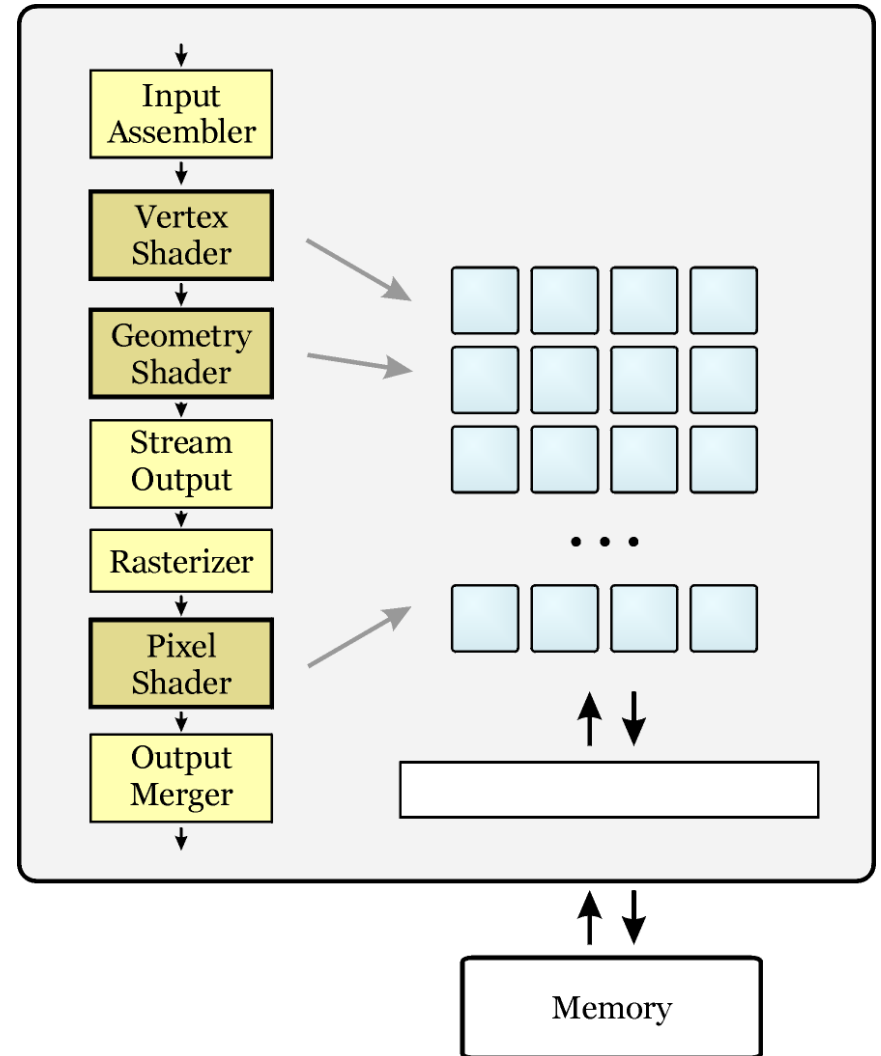 Input
Assembler
Vertex
Shader
Geometry
Shader
Stream
Output
Rasterizer
Pixel
Shader
Output
Merger
Memory